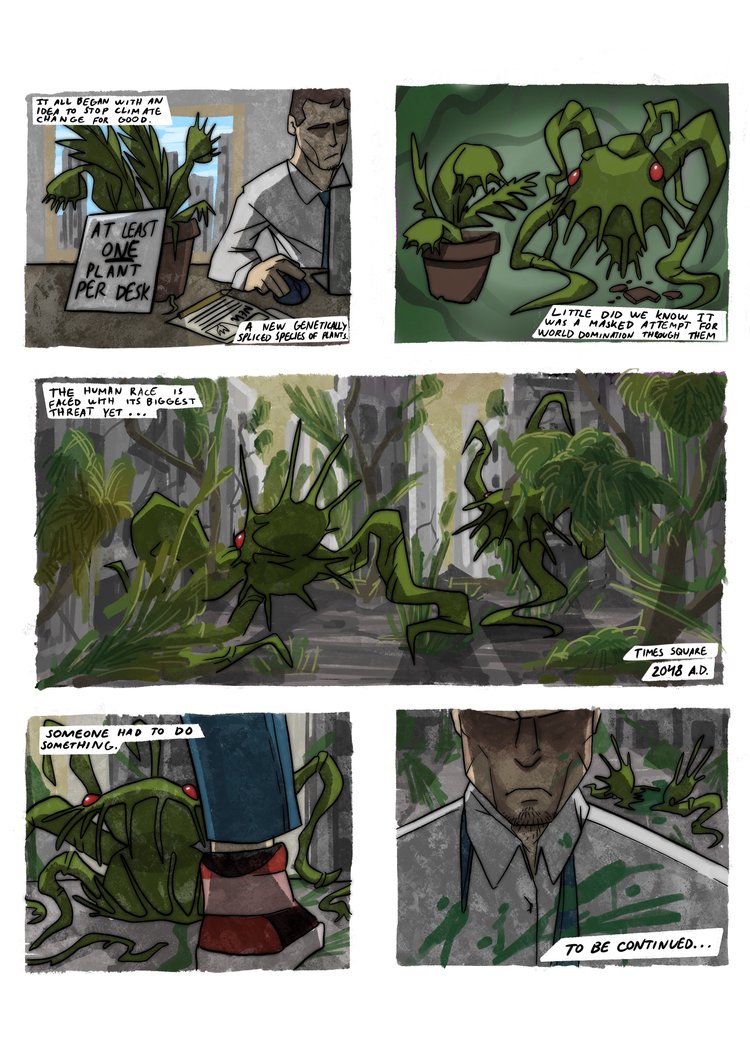 IT ALL BEGAN WITH AN
IDEA TO STOP CLIMATE
CHANGE FOR GOOD.
AT LEAST
ONE
PLANT
PER DESK
A NEW GENETICALLY
SPLICED SPECIES OF PLANTS.
LITTLE DID WE KNOW IT
WAS A MASKED ATTEMPT FOR
WORLD DOMINATION THROUGH THEM
THE HUMAN RACE IS
FACED WITH ITS BIGGEST
THREAT YET...
TIMES SQUARE
2048 A.D.
SOMEONE HAD TO DO
SOMETHING.
TO BE CONTINUED...